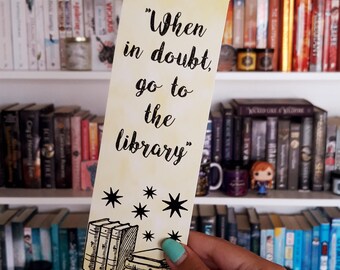 "When
in doubt,
go to
the
library"